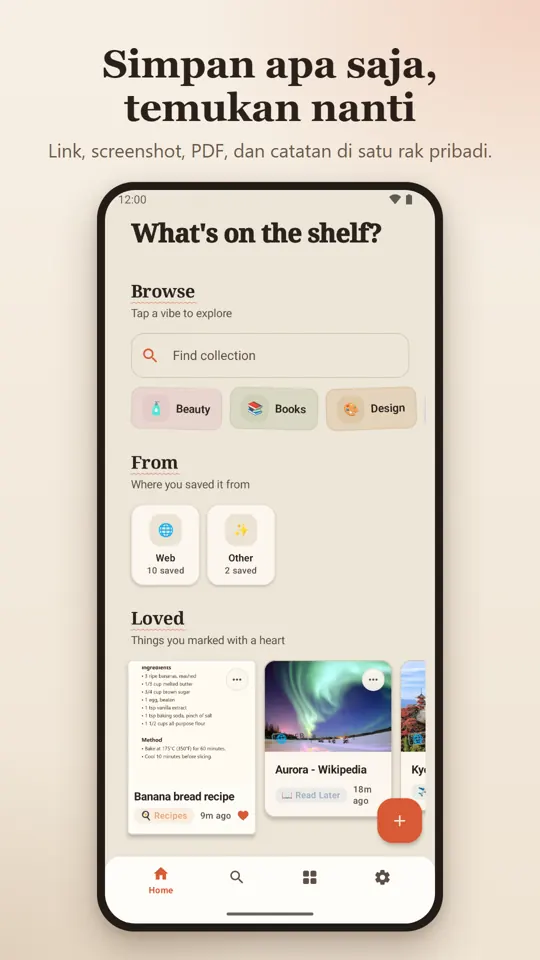 Simpan apa saja,
temukan nanti
Link, screenshot, PDF, dan catatan di satu rak pribadi.
12:00
What's on the shelf?
Browse
Tap a vibe to explore
Find collection
Beauty
Books
Design
From
Where you saved it from
Web
10 saved
Other
2 saved
Loved
Things you marked with a heart
Ingredients
• 3 ripe bananas, mashed
• 1/3 cup melted butter
• 3/4 cup brown sugar
• 1 egg, beaten
• 1 tsp vanilla extract
• 1 tsp baking soda, pinch of salt
• 1 1/2 cups all purpose flour
Method
• Bake at 175°C (350°F) for 60 minutes.
• Cool 10 minutes before slicing.
Banana bread recipe
Recipes
9m ago
Aurora - Wikipedia
Read Later
18m
ago
Kyo
Home